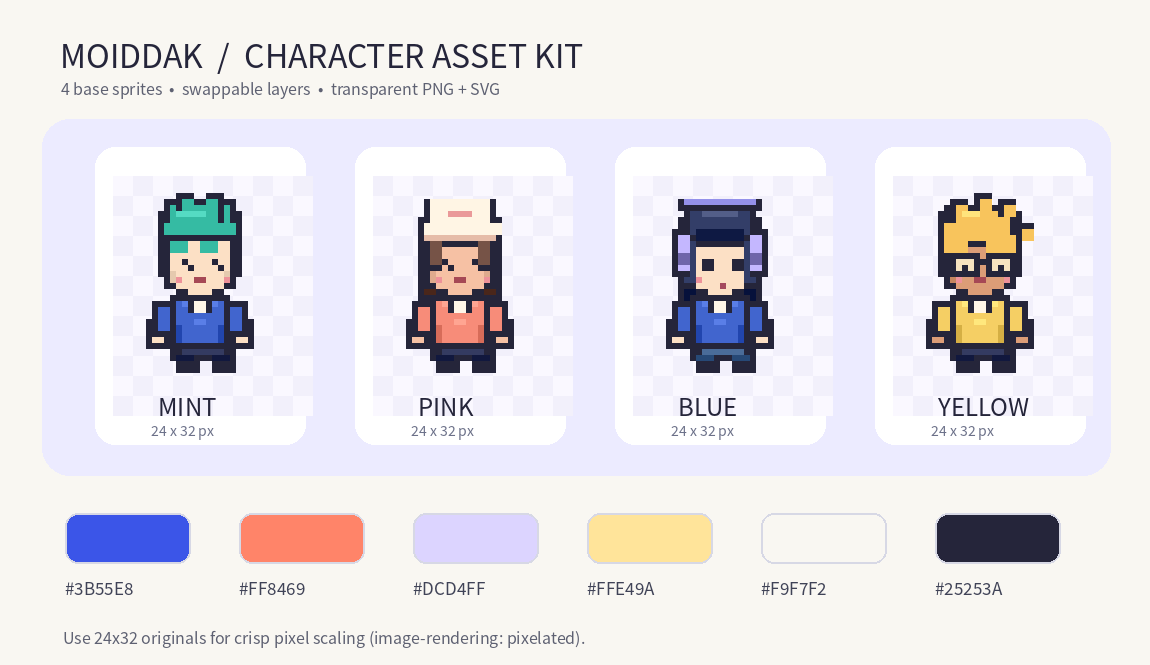 MOIDDAK / CHARACTER ASSET KIT
4 base sprites • swappable layers • transparent PNG + SVG
MINT
24 x 32 px
PINK
24 x 32 px
BLUE
24 x 32 px
YELLOW
24 x 32 px
#3B55E8
#FF8469
#DCD4FF
#FFE49A
#F9F7F2
#25253A
Use 24x32 originals for crisp pixel scaling (image-rendering: pixelated).